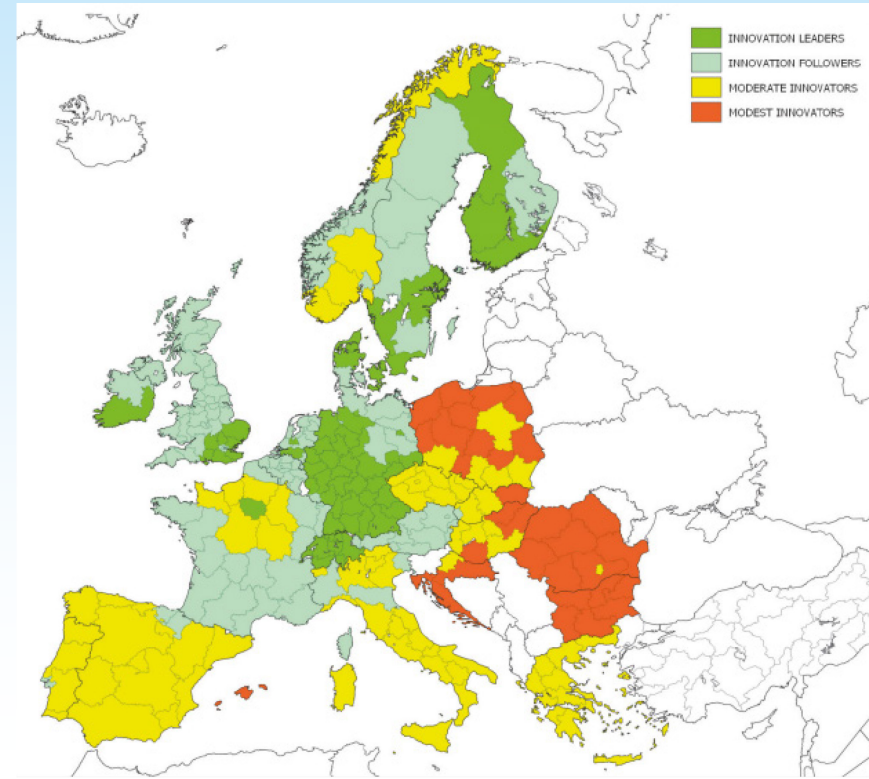 INNOVATION LEADERS
INNOVATION FOLLOWERS
MODERATE INNOVATORS
MODEST INNOVATORS